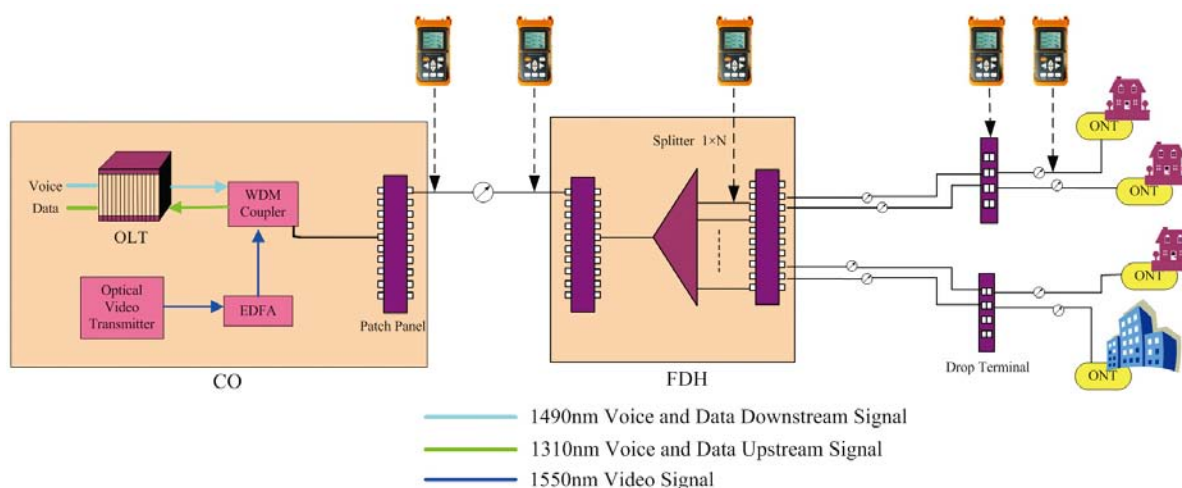 Splitter 1×N
ONT
Voice
Data
OLT
WDM
Coupler
ONT
ONT
Optical
Video
Transmitter
EDFA
Patch Panel
Drop Terminal
ONT
CO
FDH
1490nm Voice and Data Downstream Signal
1310nm Voice and Data Upstream Signal
1550nm Video Signal